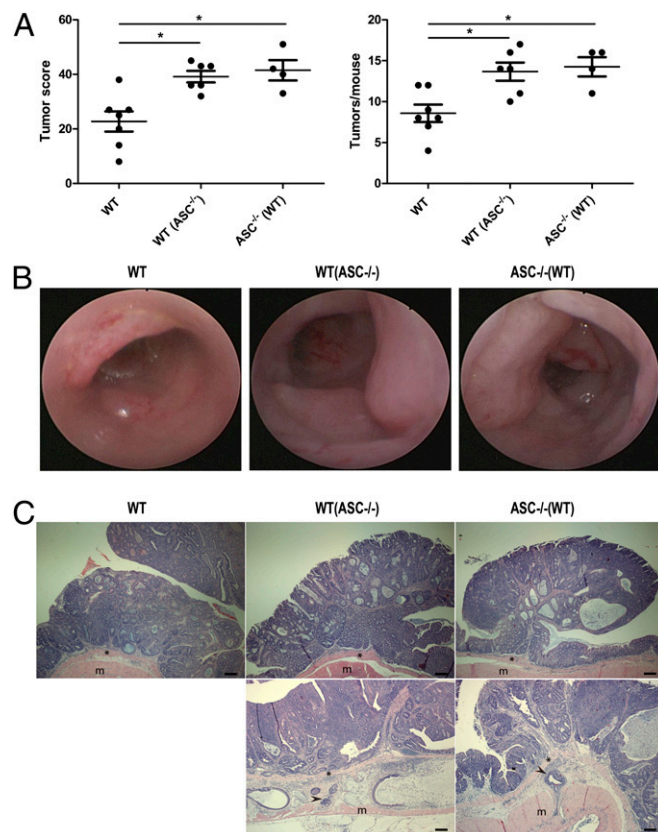 A
*
*
Tumor score
60
40
20
0
WT
WT (ASC⁻/⁻)
ASC⁻/⁻ (WT)
*
*
Tumors/mouse
20
15
10
5
0
WT
WT (ASC⁻/⁻)
ASC⁻/⁻ (WT)
B
WT
WT(ASC-/-)
ASC-/-(WT)
C
WT
WT(ASC-/-)
ASC-/-(WT)
*
m
*
m
*
m
*
m
*
m